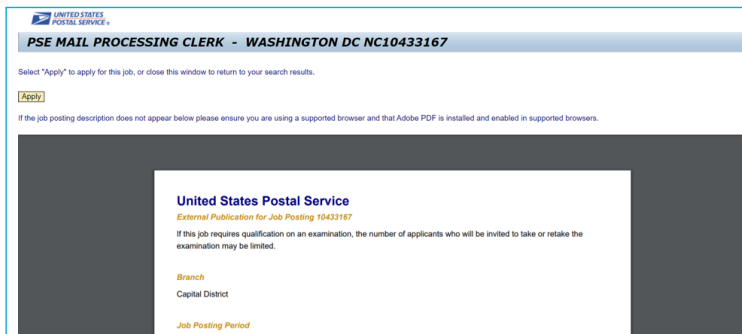 UNITED STATES
POSTAL SERVICE ®
PSE MAIL PROCESSING CLERK - WASHINGTON DC NC10433167
Select "Apply" to apply for this job, or close this window to return to your search results.
Apply
If the job posting description does not appear below please ensure you are using a supported browser and that Adobe PDF is installed and enabled in supported browsers.
United States Postal Service
External Publication for Job Posting 10433167
If this job requires qualification on an examination, the number of applicants who will be invited to take or retake the
examination may be limited.
Branch
Capital District
Job Posting Period